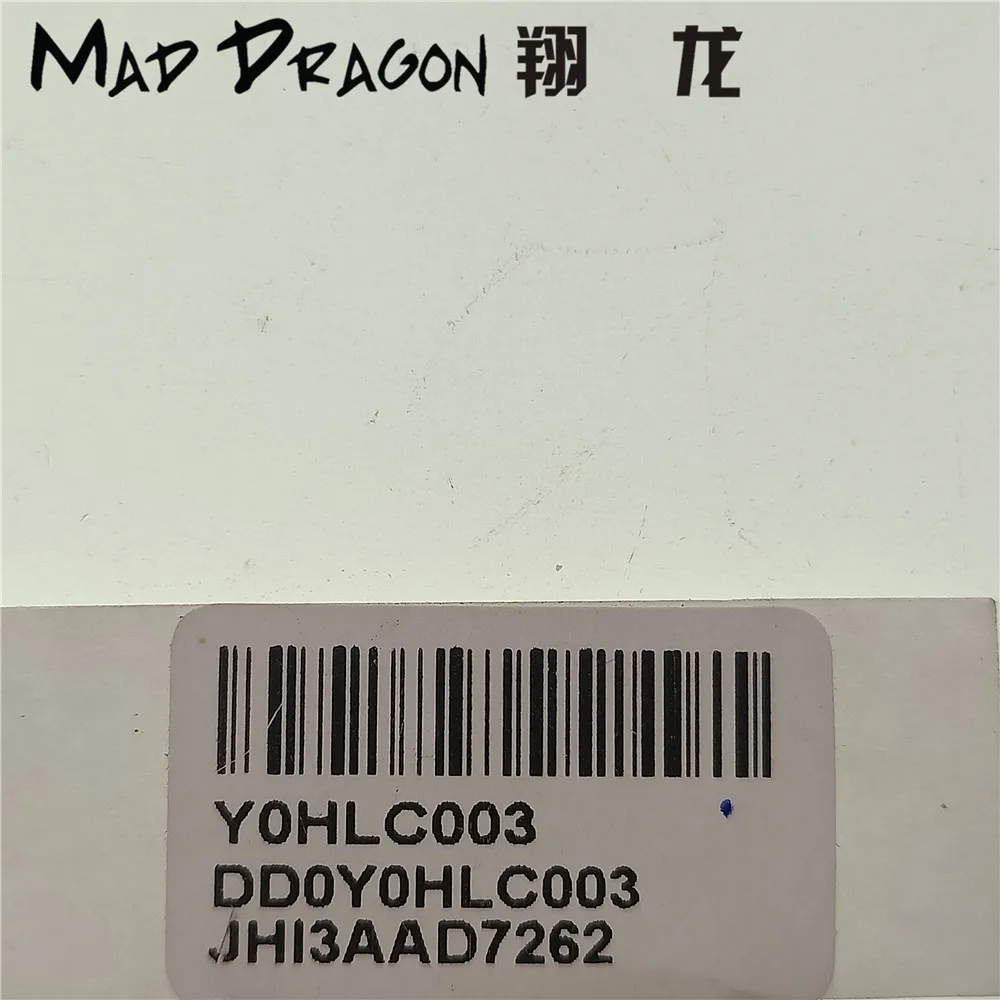 MAD DRAGON 翔 龙
Y0HLC003
DD0Y0HLC003
JHI3AAD7262